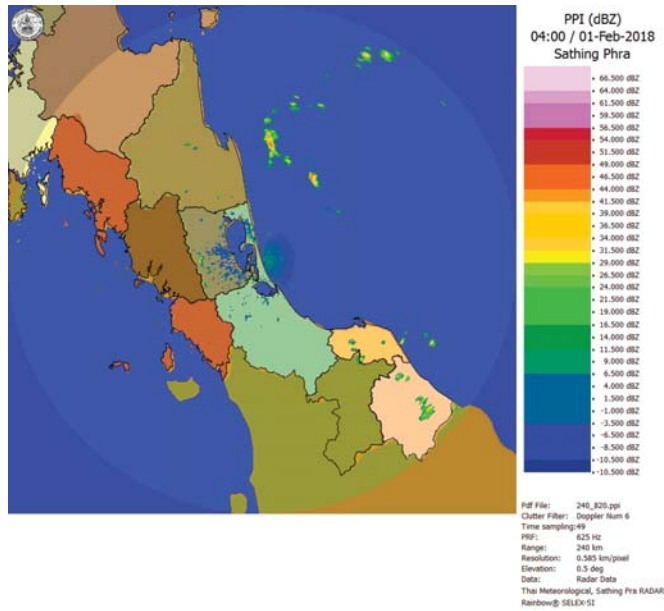 PPI (dBZ)
04:00 / 01-Feb-2018
Sathing Phra
66.500 dBZ
64.000 dBZ
61.500 dBZ
59.500 dBZ
56.500 dBZ
54.000 dBZ
51.500 dBZ
49.000 dBZ
46.500 dBZ
44.000 dBZ
41.500 dBZ
39.000 dBZ
36.500 dBZ
34.000 dBZ
31.500 dBZ
29.000 dBZ
26.500 dBZ
24.000 dBZ
21.500 dBZ
19.000 dBZ
16.500 dBZ
14.000 dBZ
11.500 dBZ
9.000 dBZ
6.500 dBZ
4.000 dBZ
1.500 dBZ
-1.000 dBZ
-3.500 dBZ
-8.500 dBZ
-10.500 dBZ
-10.500 dBZ
Pdf File: 240_820.ppi
Clutter Filter: Doppler Num 6
Time sampling:49
PRF: 625 Hz
Range: 240 km
Resolution: 0.585 km/pixel
Elevation: 0.5 deg
Data: Radar Data
Thai Meteorological, Sathing Pra RADAR
Rainbow® SELEX-SI